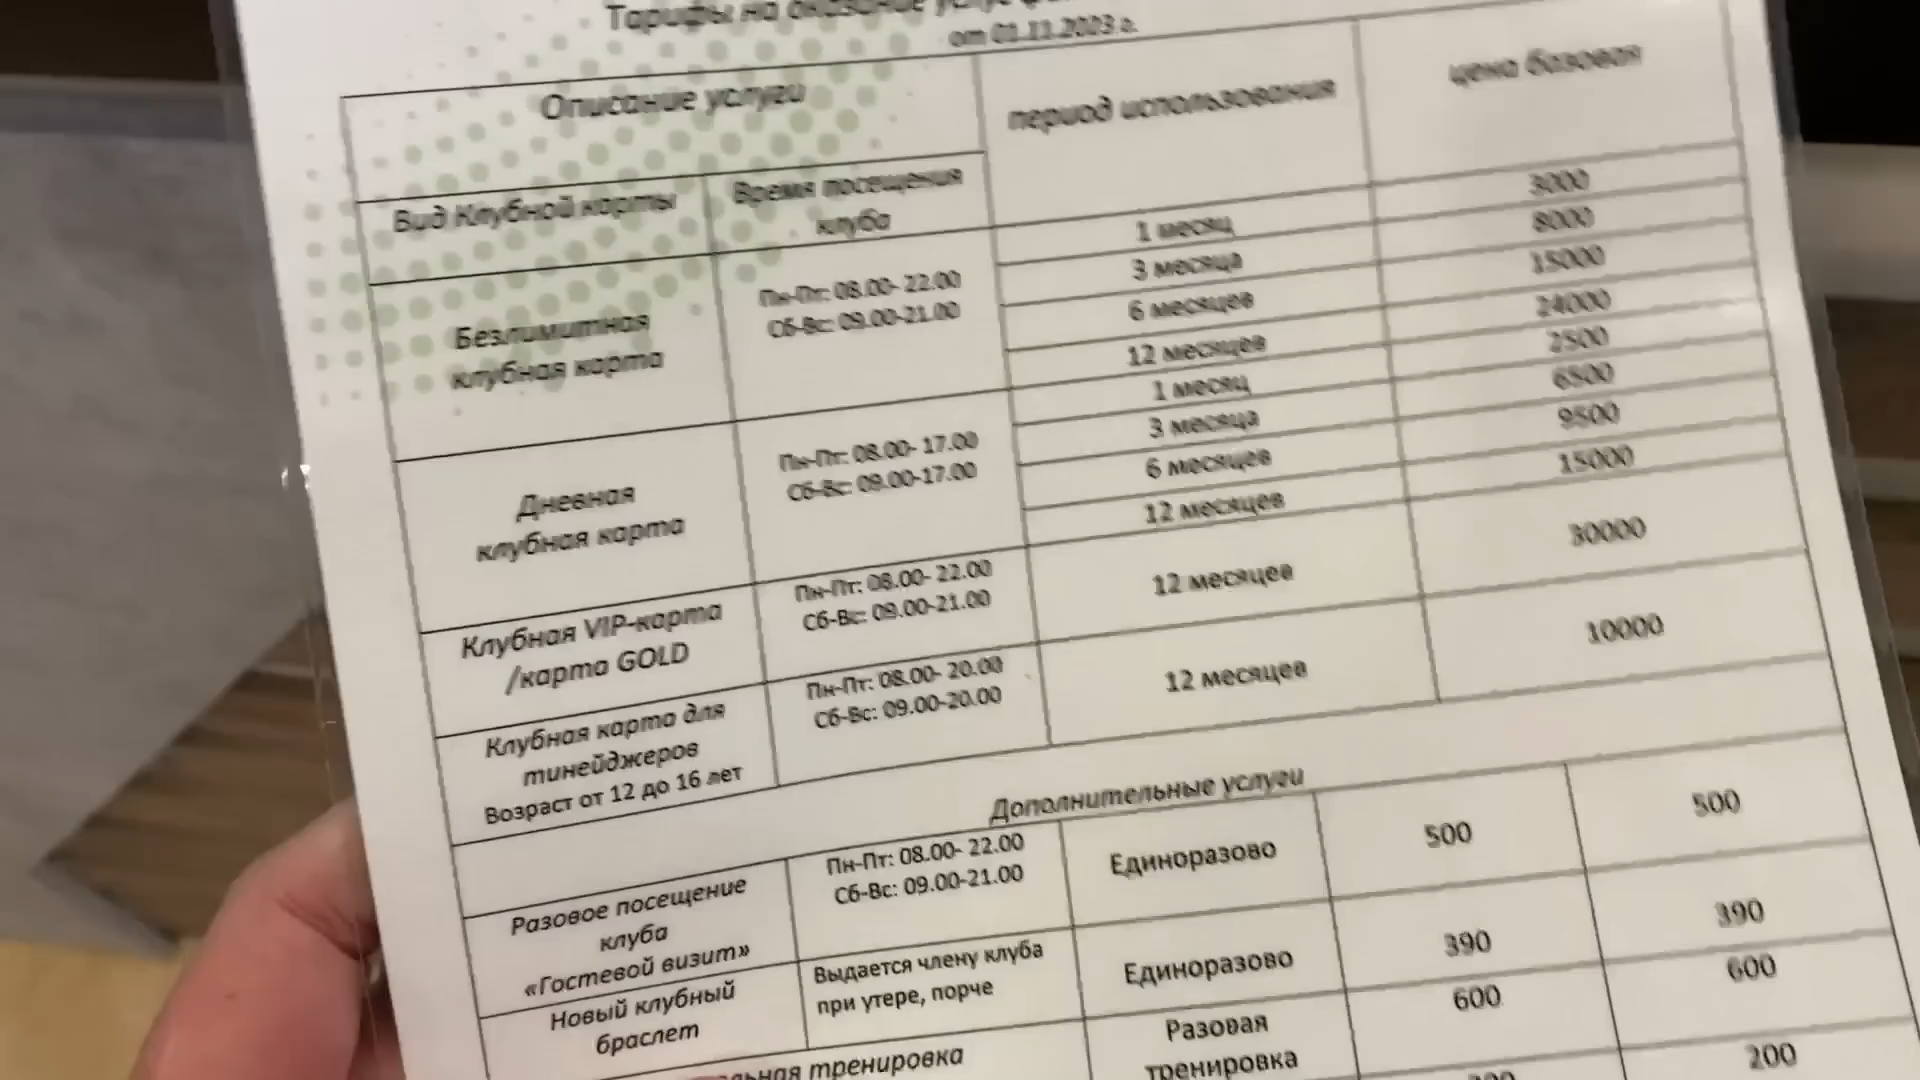 Тарифы на оказание услуг
от 01.11.2023 г.
Описание услуги
период использования
цена базовая
Вид Клубной карты
Время посещения
клуба
Безлимитная
клубная карта
Пн-Пт: 08.00- 22.00
Сб-Вс: 09.00-21.00
1 месяц
3000
3 месяца
8000
6 месяцев
15000
12 месяцев
24000
Дневная
клубная карта
Пн-Пт: 08.00- 17.00
Сб-Вс: 09.00-17.00
1 месяц
2500
3 месяца
6500
6 месяцев
9500
12 месяцев
15000
Клубная VIP-карта
/карта GOLD
Пн-Пт: 08.00- 22.00
Сб-Вс: 09.00-21.00
12 месяцев
30000
Клубная карта для
тинейджеров
Возраст от 12 до 16 лет
Пн-Пт: 08.00- 20.00
Сб-Вс: 09.00-20.00
12 месяцев
10000
Дополнительные услуги
Разовое посещение
клуба
«Гостевой визит»
Пн-Пт: 08.00- 22.00
Сб-Вс: 09.00-21.00
Единоразово
500
500
Новый клубный
браслет
Выдается члену клуба
при утере, порче
Единоразово
390
390
тренировка
Разовая
тренировка
600
600
200